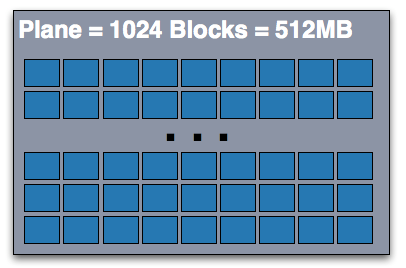 Plane = 1024 Blocks = 512MB
. . .